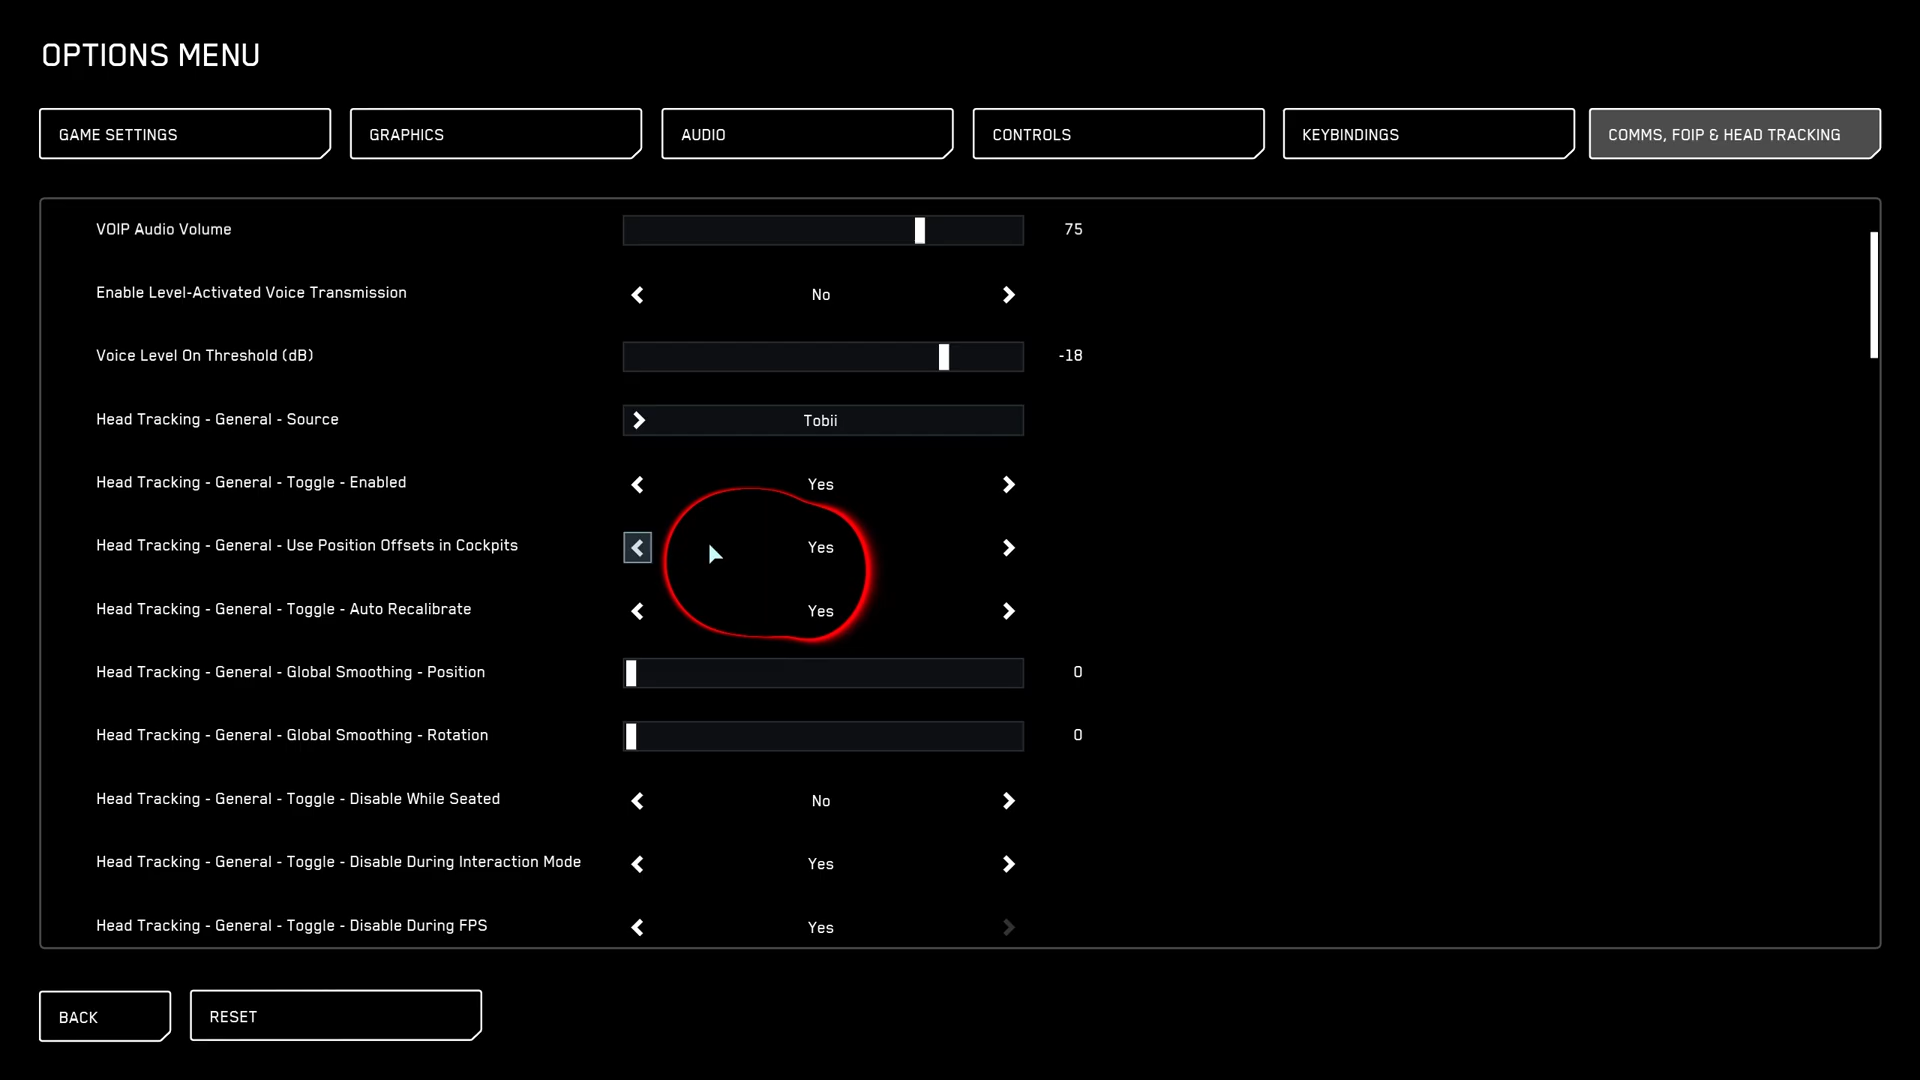 OPTIONS MENU
GAME SETTINGS
GRAPHICS
AUDIO
CONTROLS
KEYBINDINGS
COMMS, FOIP & HEAD TRACKING
VOIP Audio Volume
75
Enable Level-Activated Voice Transmission
No
Voice Level On Threshold (dB)
-18
Head Tracking - General - Source
Tobii
Head Tracking - General - Toggle - Enabled
Yes
Head Tracking - General - Use Position Offsets in Cockpits
Yes
Head Tracking - General - Toggle - Auto Recalibrate
Yes
Head Tracking - General - Global Smoothing - Position
0
Head Tracking - General - Global Smoothing - Rotation
0
Head Tracking - General - Toggle - Disable While Seated
No
Head Tracking - General - Toggle - Disable During Interaction Mode
Yes
Head Tracking - General - Toggle - Disable During FPS
Yes
BACK
RESET